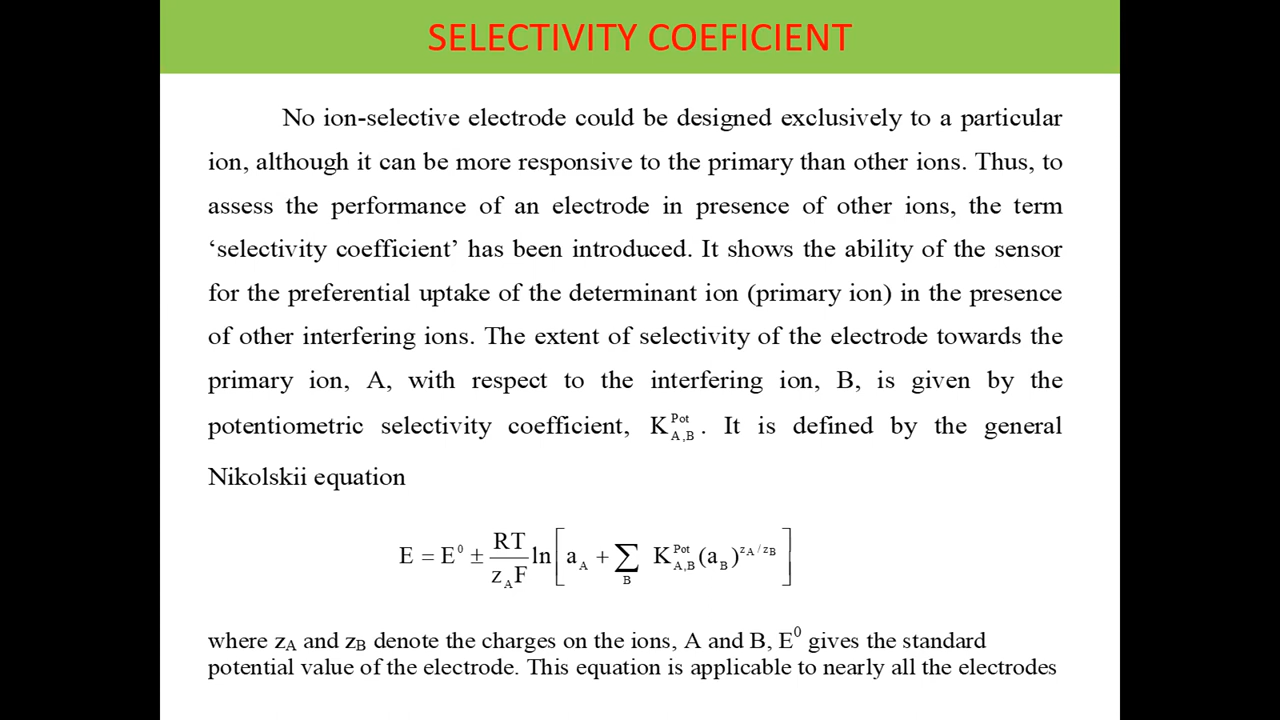 SELECTIVITY COEFICIENT
No ion-selective electrode could be designed exclusively to a particular
ion, although it can be more responsive to the primary than other ions. Thus, to
assess the performance of an electrode in presence of other ions, the term
‘selectivity coefficient’ has been introduced. It shows the ability of the sensor
for the preferential uptake of the determinant ion (primary ion) in the presence
of other interfering ions. The extent of selectivity of the electrode towards the
primary ion, A, with respect to the interfering ion, B, is given by the
potentiometric selectivity coefficient, K^Pot_A,B . It is defined by the general
Nikolskii equation
E = E^0 ± RT/z_A F ln[a_A + ∑_B K^Pot_A,B (a_B)^z_A/z_B]
where z_A and z_B denote the charges on the ions, A and B, E^0 gives the standard
potential value of the electrode. This equation is applicable to nearly all the electrodes